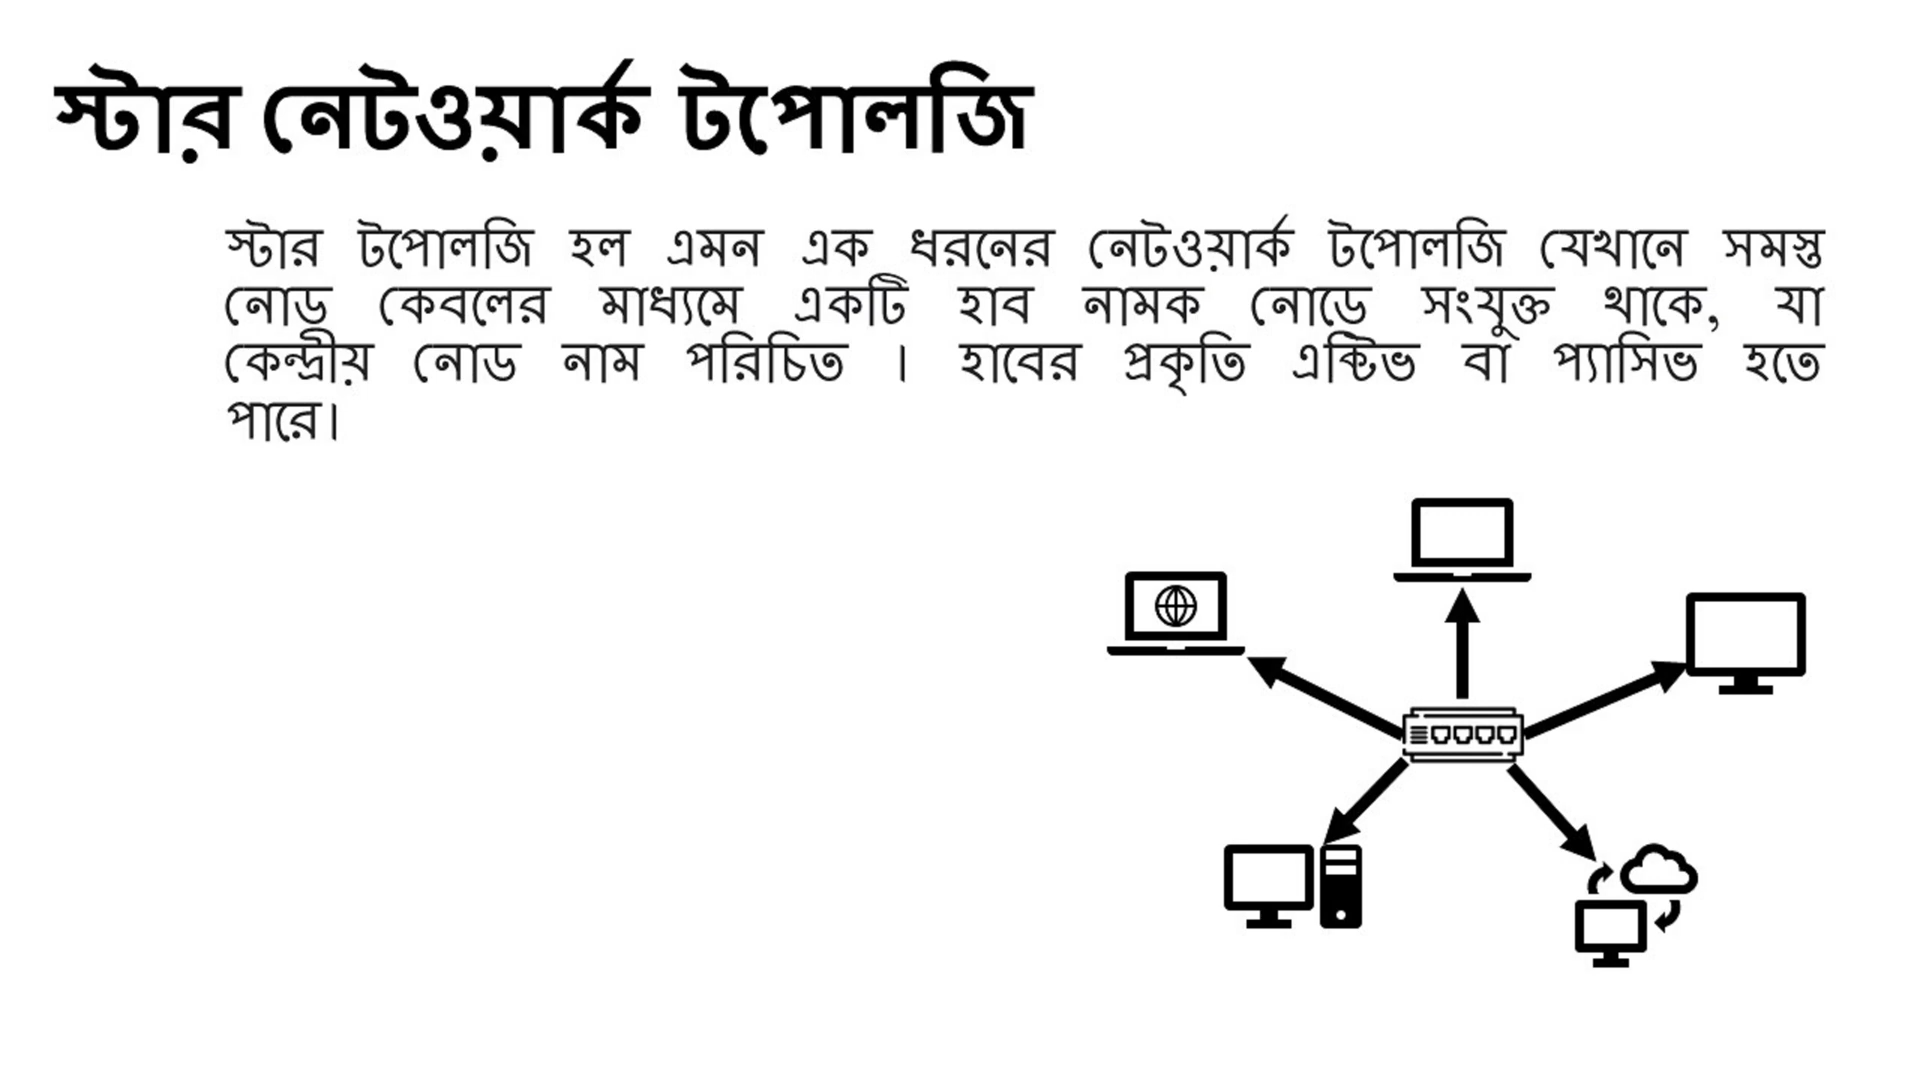 স্টার নেটওয়ার্ক টপোলজি
স্টার টপোলজি হল এমন এক ধরনের নেটওয়ার্ক টপোলজি যেখানে সমস্ত
নোড কেবলের মাধ্যমে একটি হাব নামক নোডে সংযুক্ত থাকে, যা
কেন্দ্রীয় নোড নাম পরিচিত । হাবের প্রকৃতি এক্টিভ বা প্যাসিভ হতে
পারে।